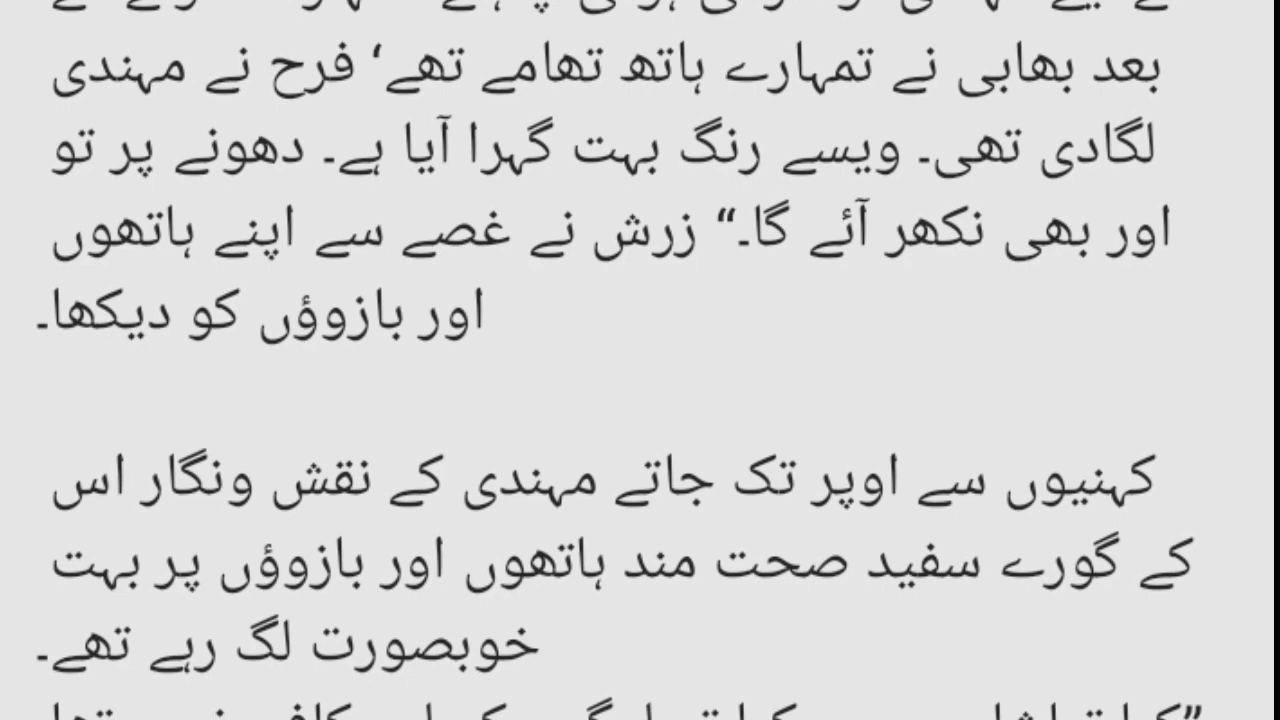 بعد بھابی نے تمہارے ہاتھ تھامے تھے‘ فرح نے مہندی
لگادی تھی۔ ویسے رنگ بہت گہرا آیا ہے۔ دھونے پر تو
اور بھی نکھر آئے گا۔“ زرش نے غصے سے اپنے ہاتھوں
اور بازوؤں کو دیکھا۔
کہنیوں سے اوپر تک جاتے مہندی کے نقش ونگار اس
کے گورے سفید صحت مند ہاتھوں اور بازوؤں پر بہت
خوبصورت لگ رہے تھے۔